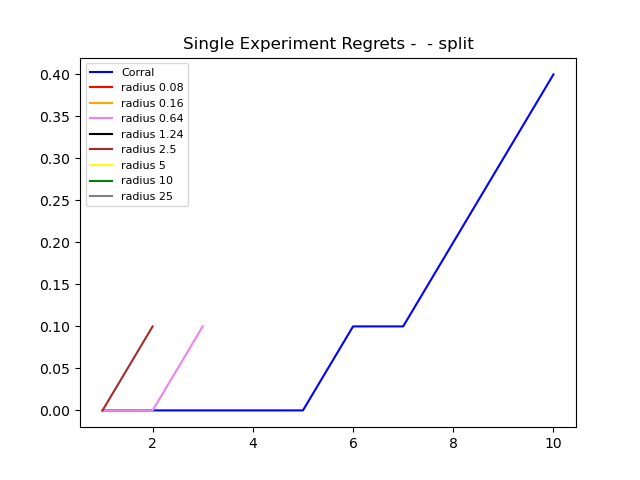 Single Experiment Regrets -  - split
Corral
radius 0.08
radius 0.16
radius 0.64
radius 1.24
radius 2.5
radius 5
radius 10
radius 25
0.40
0.35
0.30
0.25
0.20
0.15
0.10
0.05
0.00
2 4 6 8 10